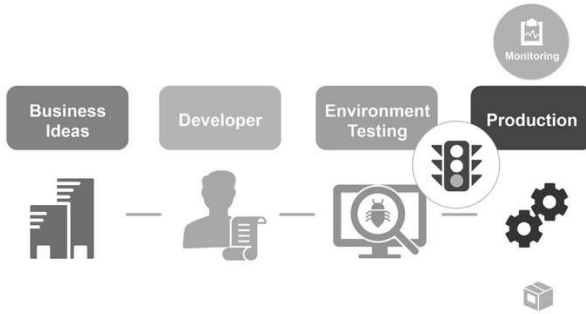 Monitoring
Business
Ideas
Developer
Environment
Testing
Production